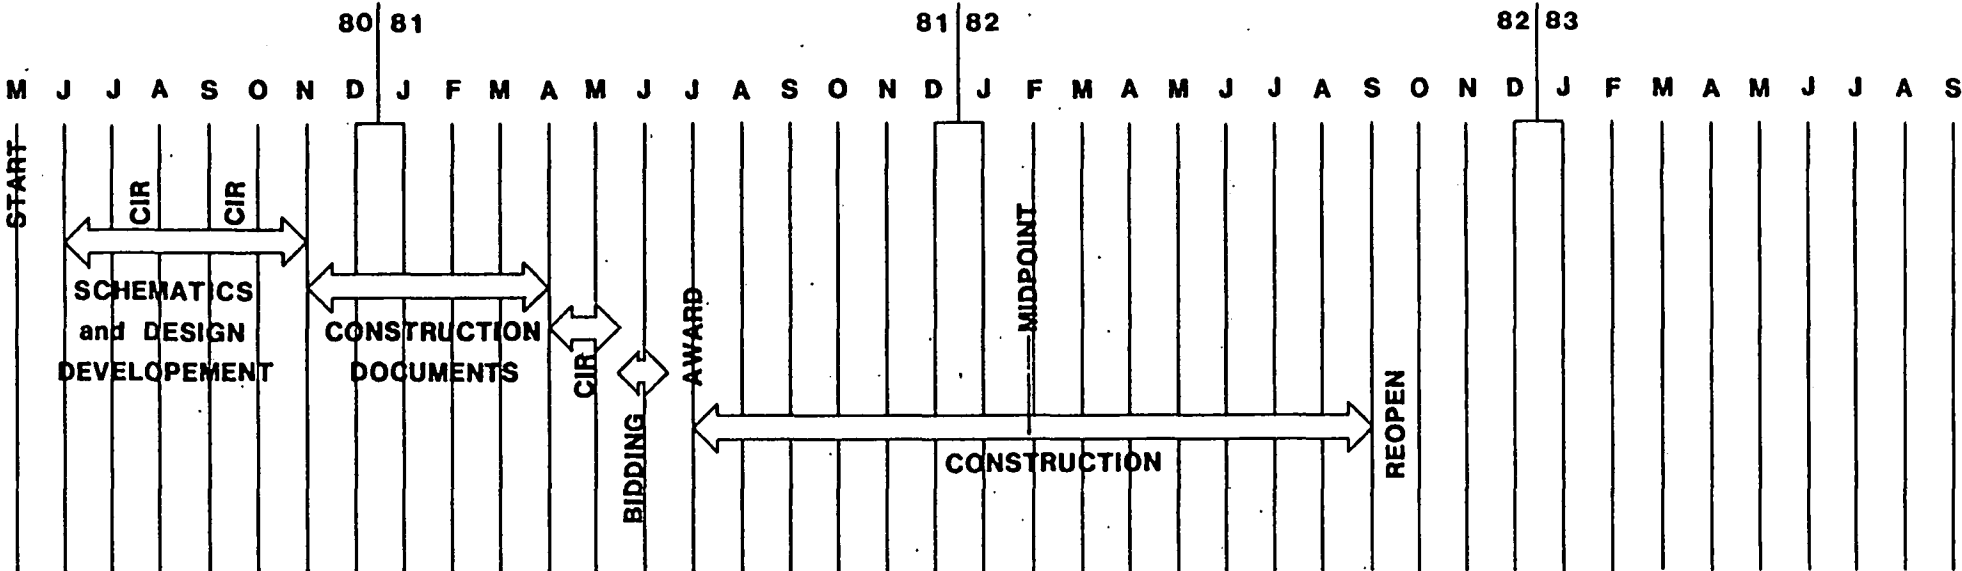 80 81 81 82 82 83
M J J A S O N D J F M A M J J A S O N D J F M A M J J A S O N D J F M A M J J A S
START
CIR
CIR
SCHEMATICS
and DESIGN
DEVELOPEMENT
CONSTRUCTION
DOCUMENTS
CIR
BIDDING
AWARD
MIDPOINT
CONSTRUCTION
REOPEN